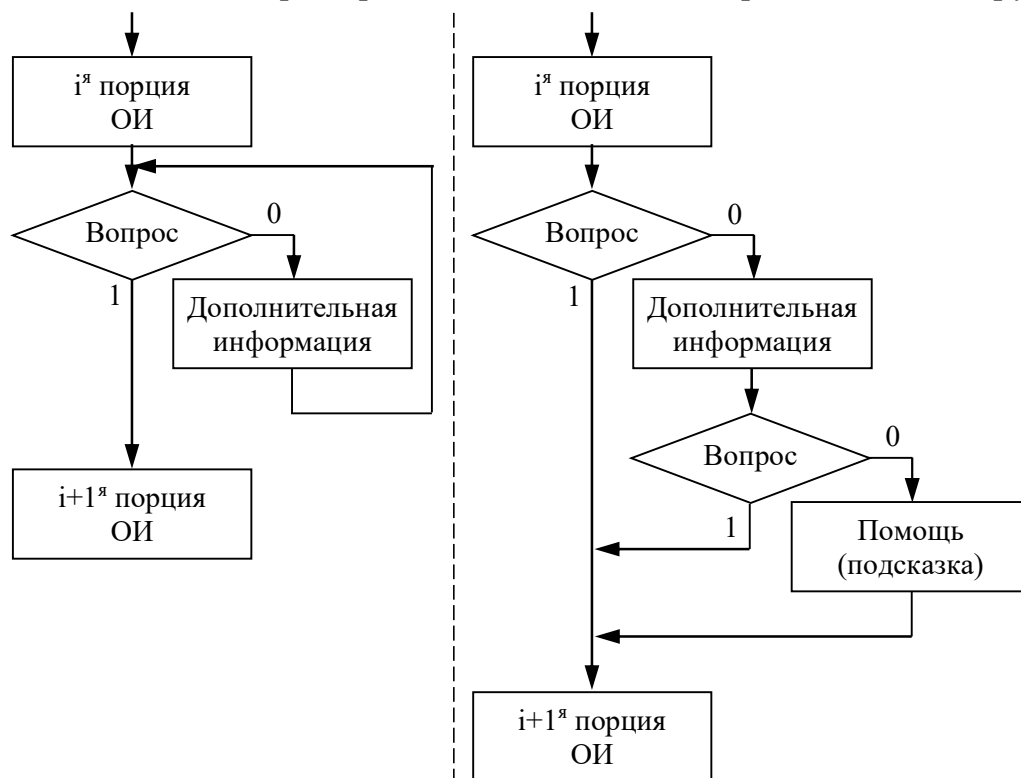 iя порция
ОИ
Вопрос
0
1
Дополнительная
информация
i+1я порция
ОИ
iя порция
ОИ
Вопрос
0
1
Дополнительная
информация
Вопрос
0
1
Помощь
(подсказка)
i+1я порция
ОИ